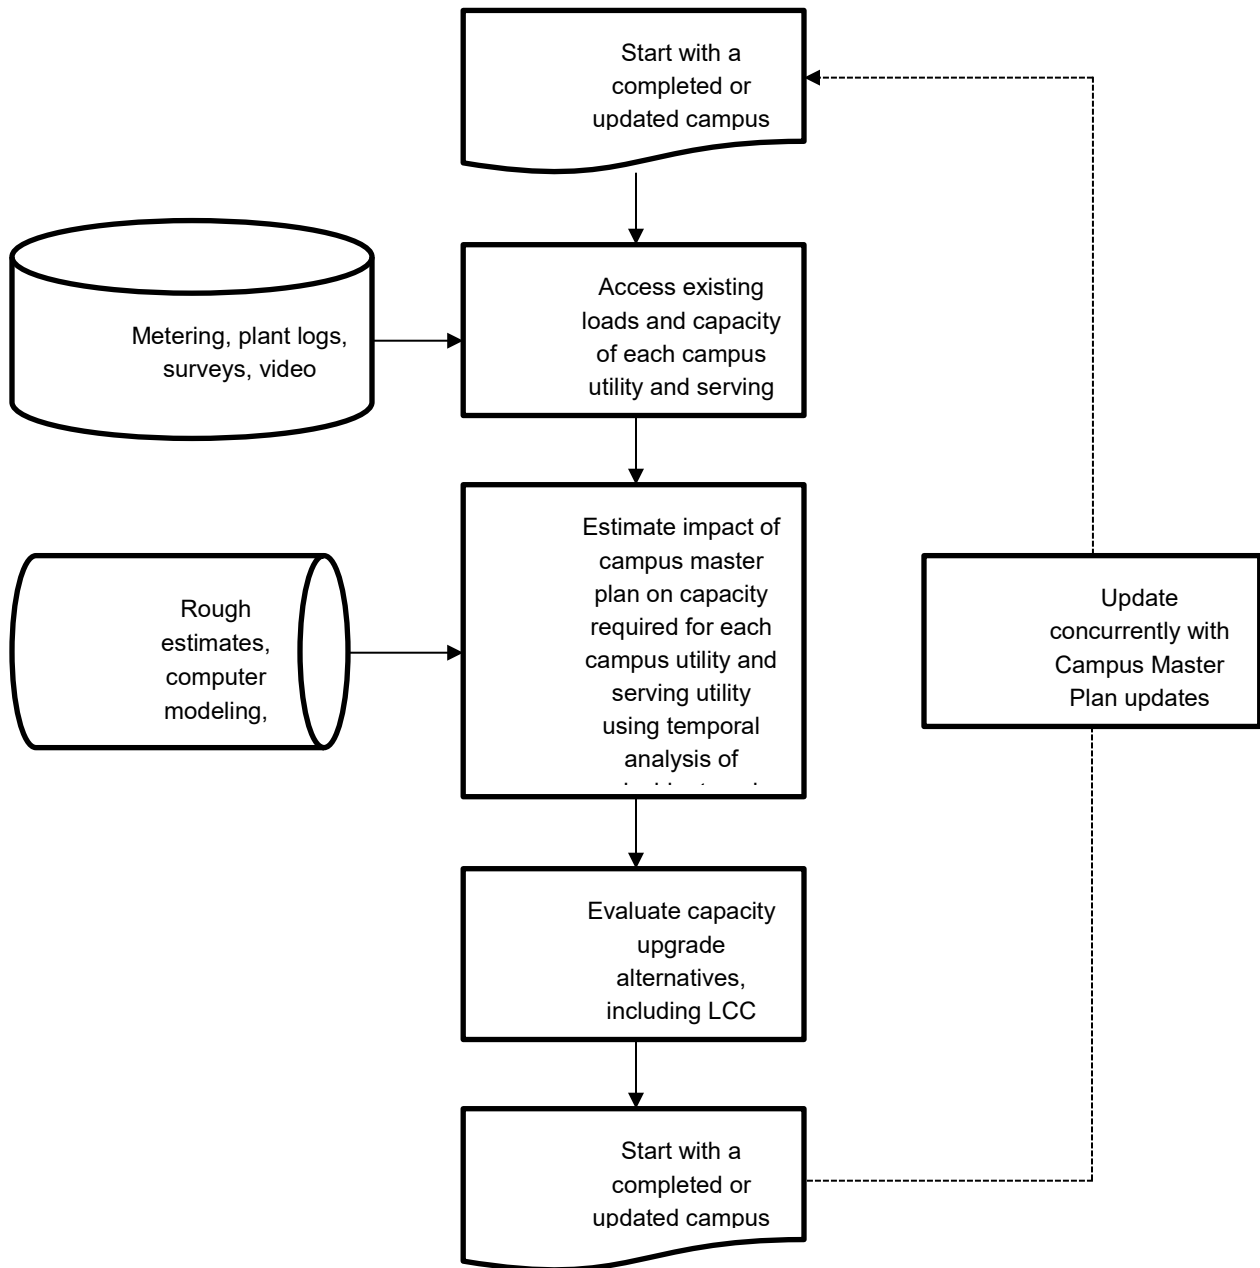 Start with a
completed or
updated campus
Access existing
loads and capacity
of each campus
utility and serving
Metering, plant logs,
surveys, video
Estimate impact of
campus master
plan on capacity
required for each
campus utility and
serving utility
using temporal
analysis of
Rough
estimates,
computer
modeling,
Update
concurrently with
Campus Master
Plan updates
Evaluate capacity
upgrade
alternatives,
including LCC
Start with a
completed or
updated campus